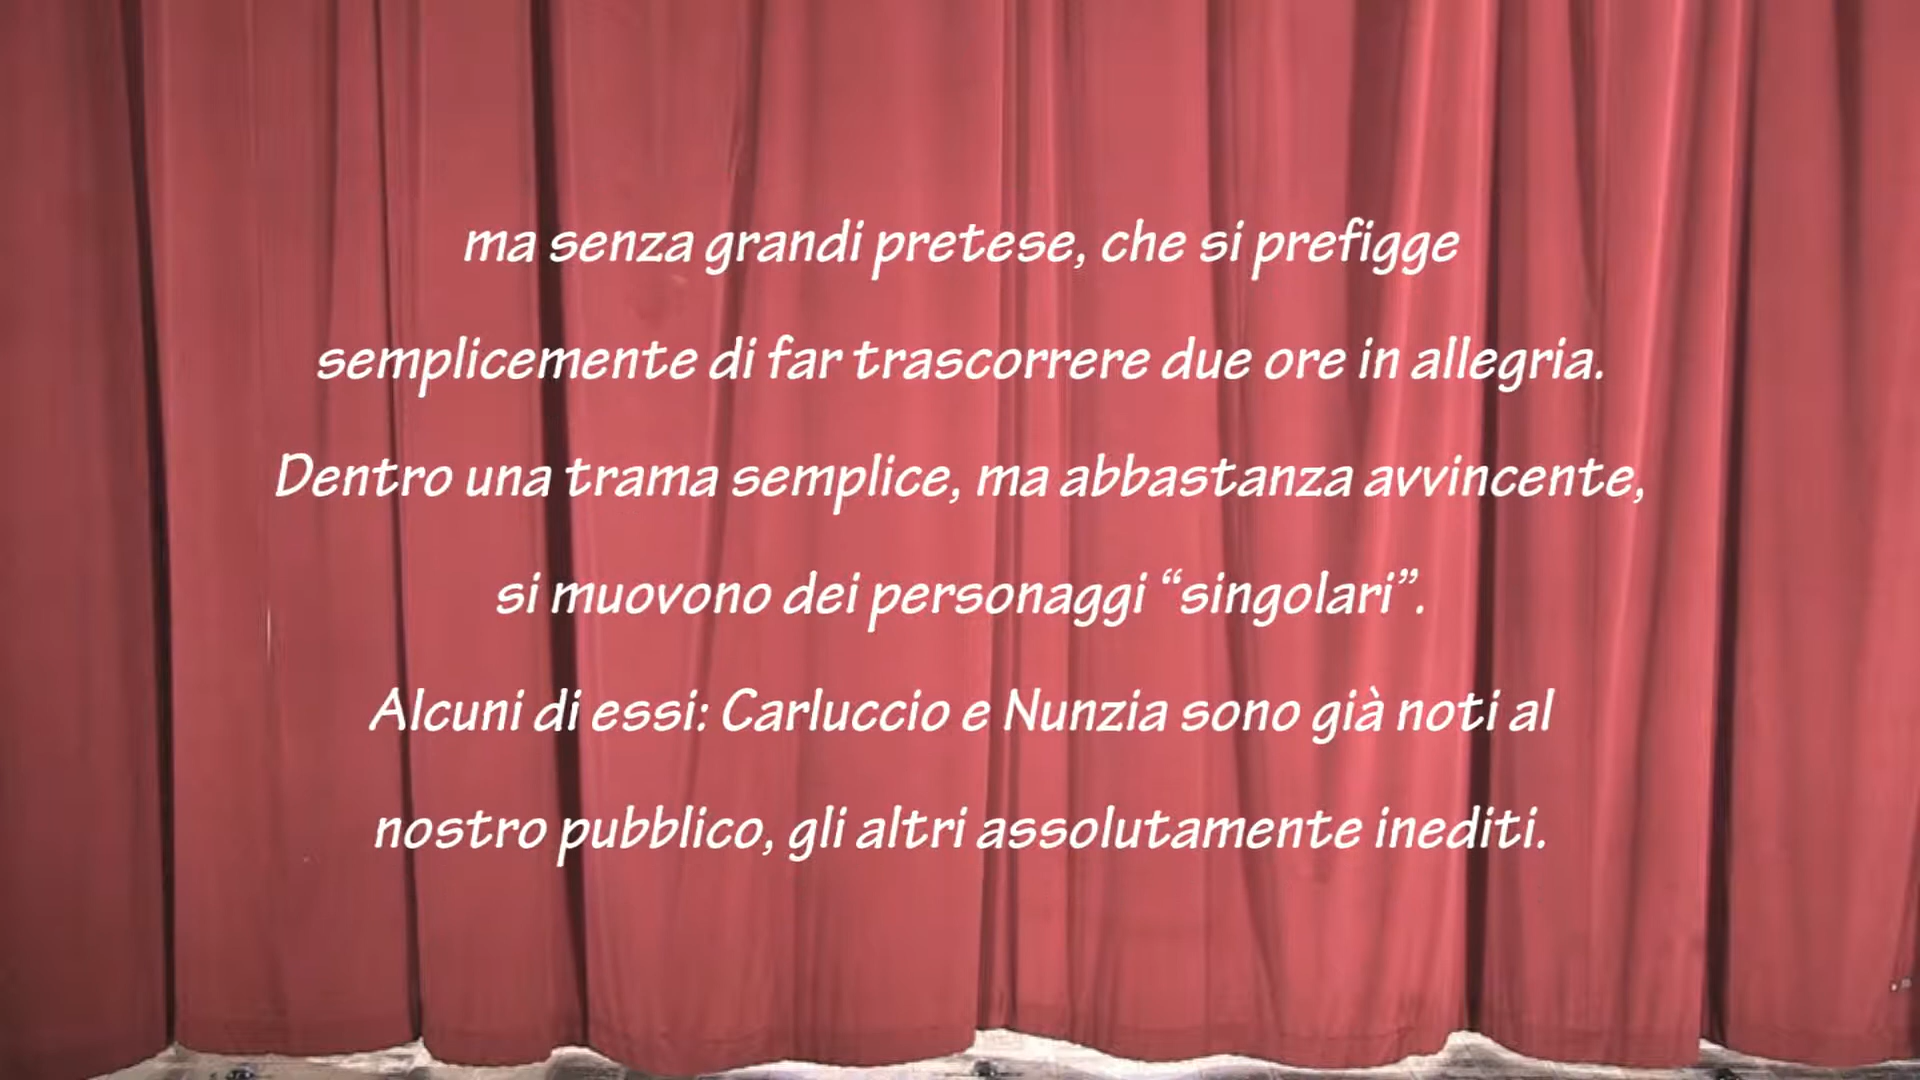 ma senza grandi pretese, che si prefigge
semplicemente di far trascorrere due ore in allegria.
Dentro una trama semplice, ma abbastanza avvincente,
si muovono dei personaggi “singolari”.
Alcuni di essi: Carluccio e Nunzia sono già noti al
nostro pubblico, gli altri assolutamente inediti.